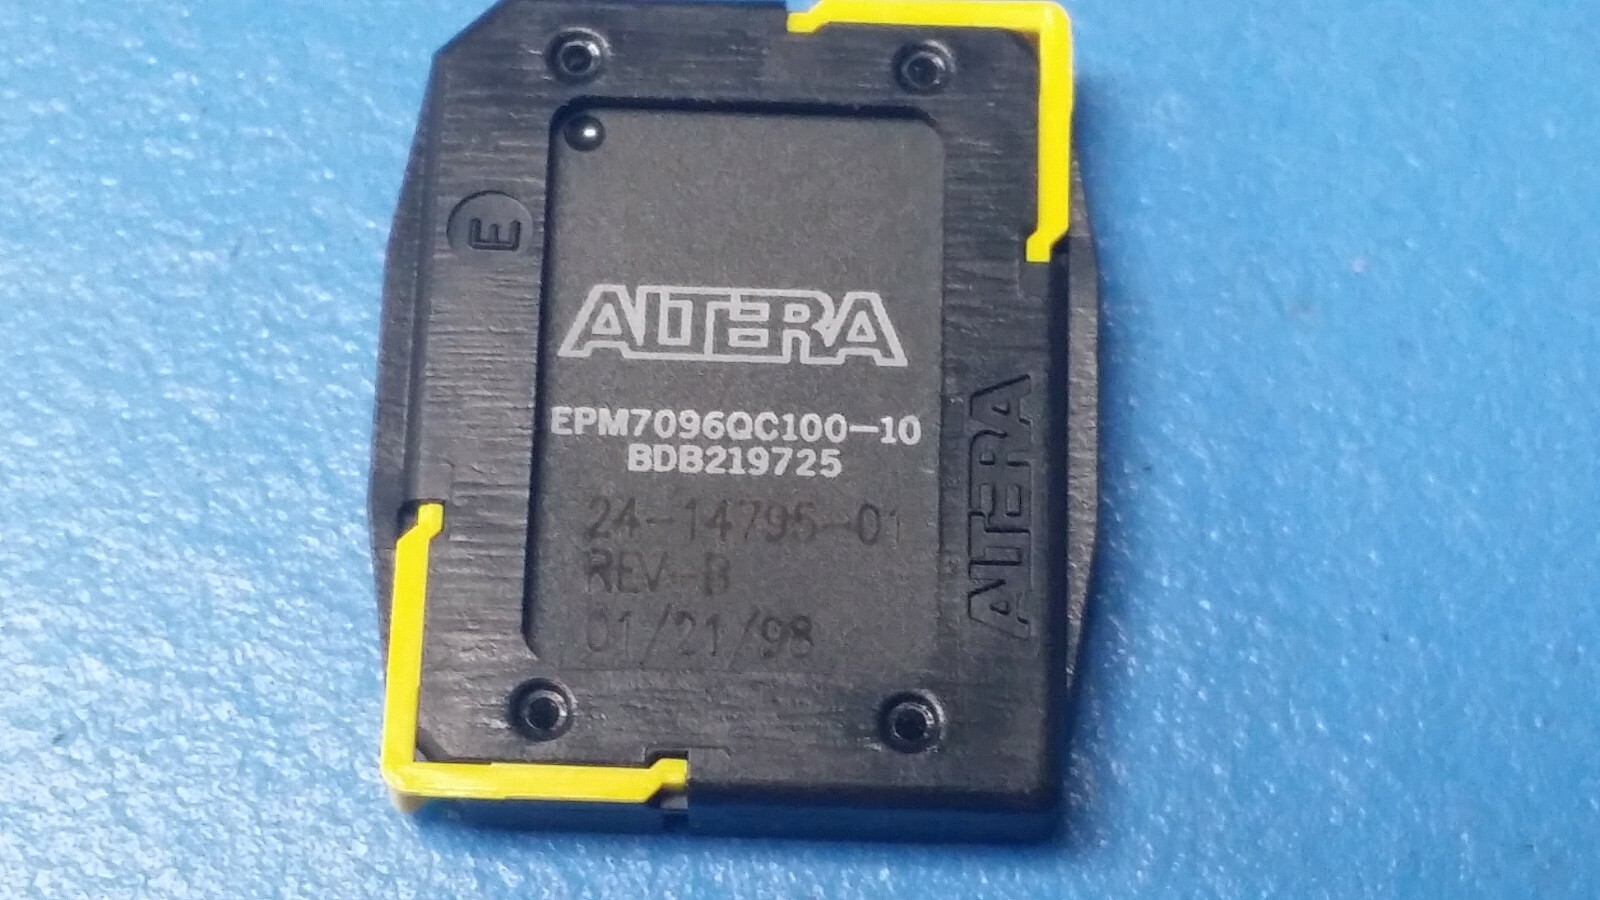 E
ALTERA
EPM7096QC100-10
BDB219725
24-14795-01
REV-B
01/21/98
ALTERA